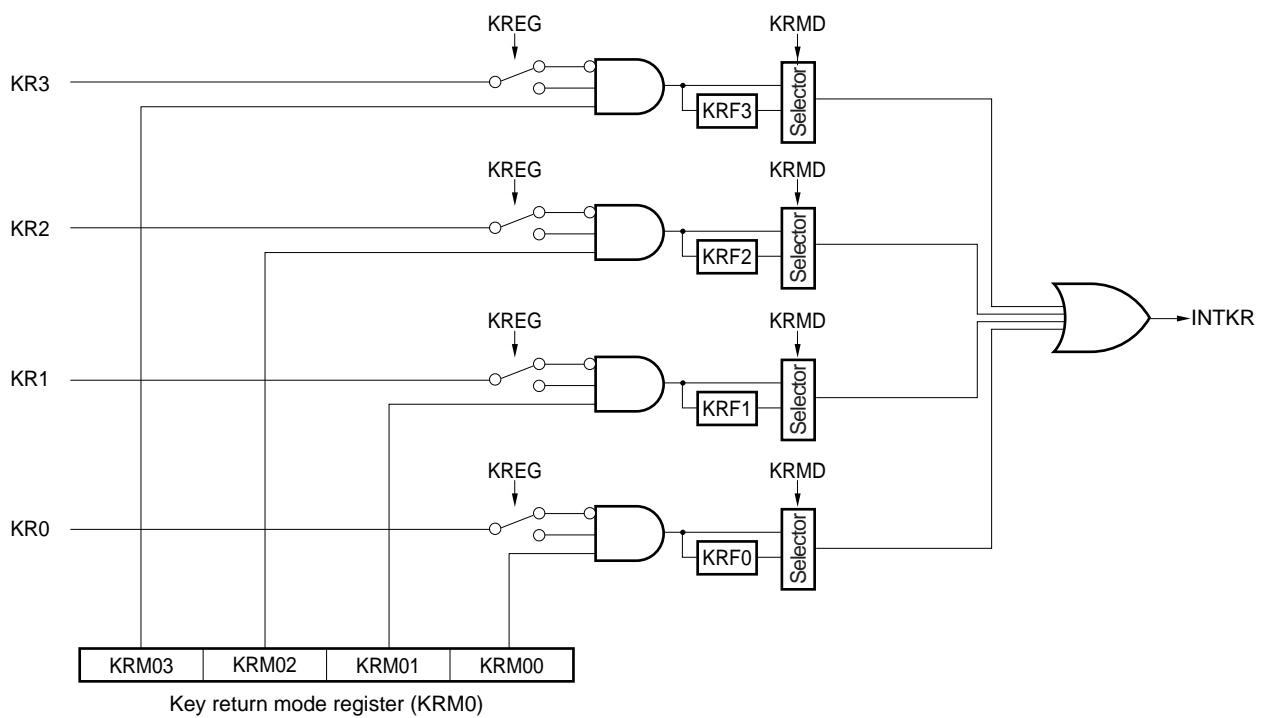 KREG KRMD
KR3
KRF3
Selector
KREG KRMD
KR2
KRF2
Selector
KREG KRMD
KR1
KRF1
Selector
INTKR
KREG KRMD
KR0
KRF0
Selector
KRM03 KRM02 KRM01 KRM00
Key return mode register (KRM0)